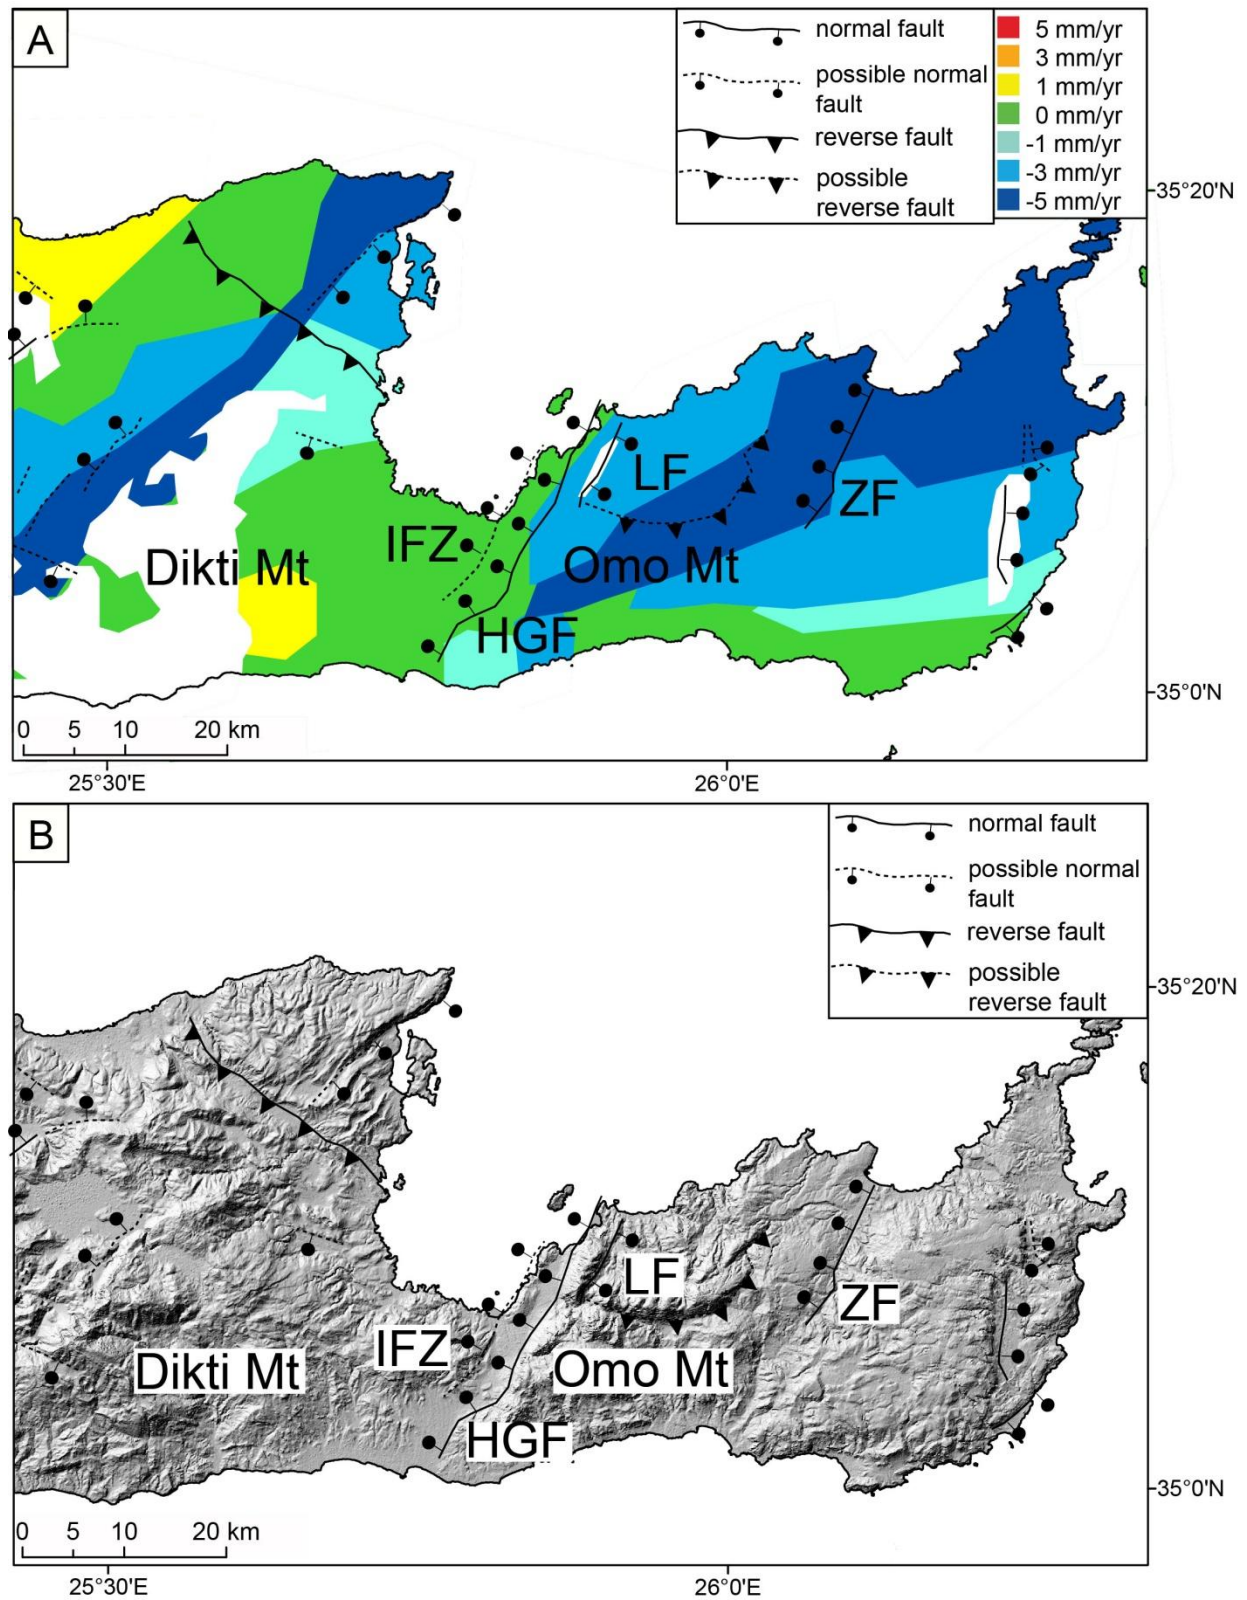 A
normal fault
possible normal
fault
reverse fault
possible
reverse fault
5 mm/yr
3 mm/yr
1 mm/yr
0 mm/yr
-1 mm/yr
-3 mm/yr
-5 mm/yr
35°20'N
LF
ZF
IFZ
Dikti Mt
Omo Mt
HGF
35°0'N
0 5 10 20 km
25°30'E 26°0'E
B
normal fault
possible normal
fault
reverse fault
possible
reverse fault
35°20'N
LF
ZF
IFZ
Dikti Mt
Omo Mt
HGF
35°0'N
0 5 10 20 km
25°30'E 26°0'E